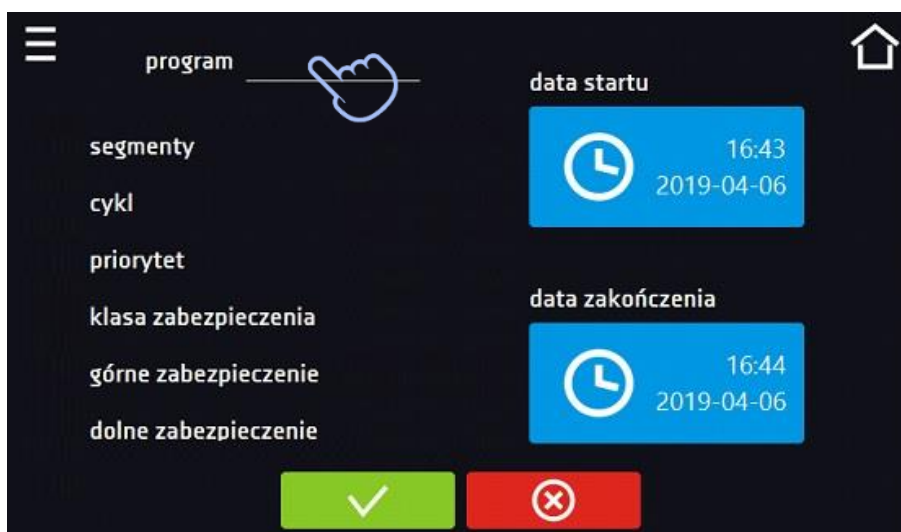 program
segmenty
cykl
priorytet
klasa zabezpieczenia
górne zabezpieczenie
dolne zabezpieczenie
data startu
16:43
2019-04-06
data zakończenia
16:44
2019-04-06